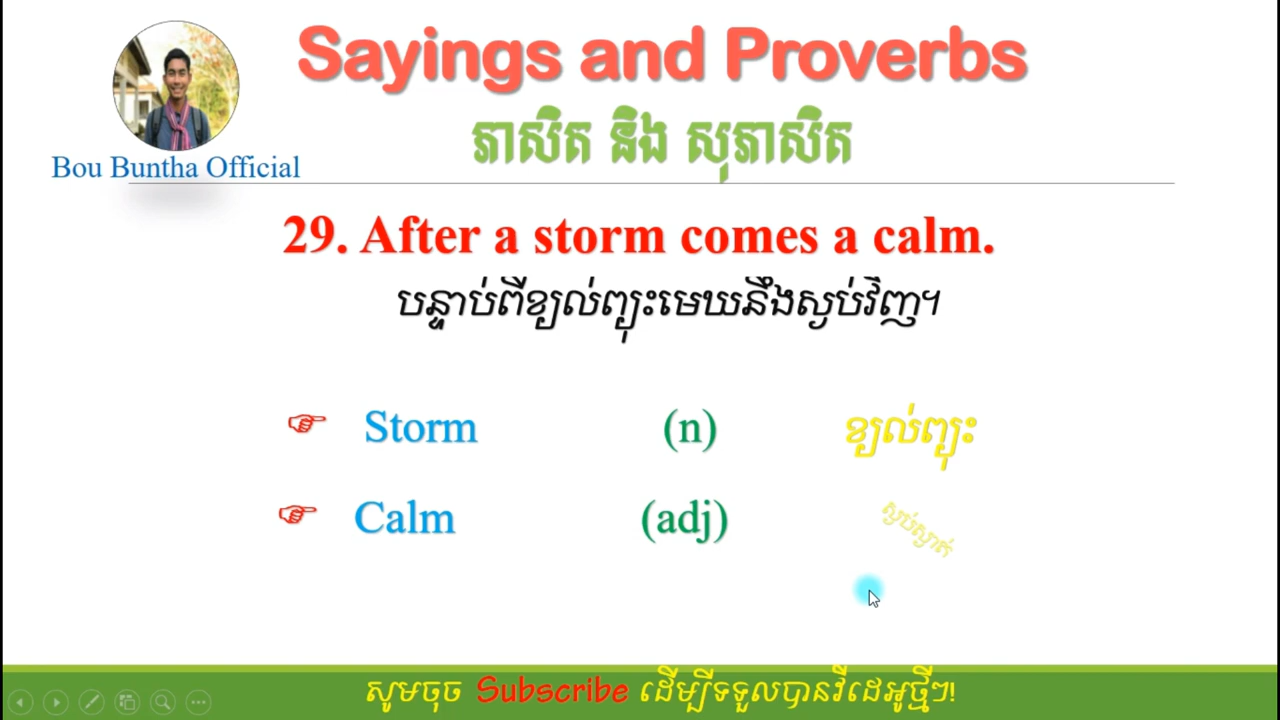 Sayings and Proverbs
ភាសិត និង សុភាសិត
Bou Buntha Official
29. After a storm comes a calm.
បន្ទាប់ពីខ្យល់ព្យុះមេឃនឹងស្ងប់វិញ។
☞ Storm (n) ខ្យល់ព្យុះ
☞ Calm (adj) ស្ងប់ស្ងាត់
សូមចុច Subscribe ដើម្បីទទួលបានវីដេអូថ្មីៗ!